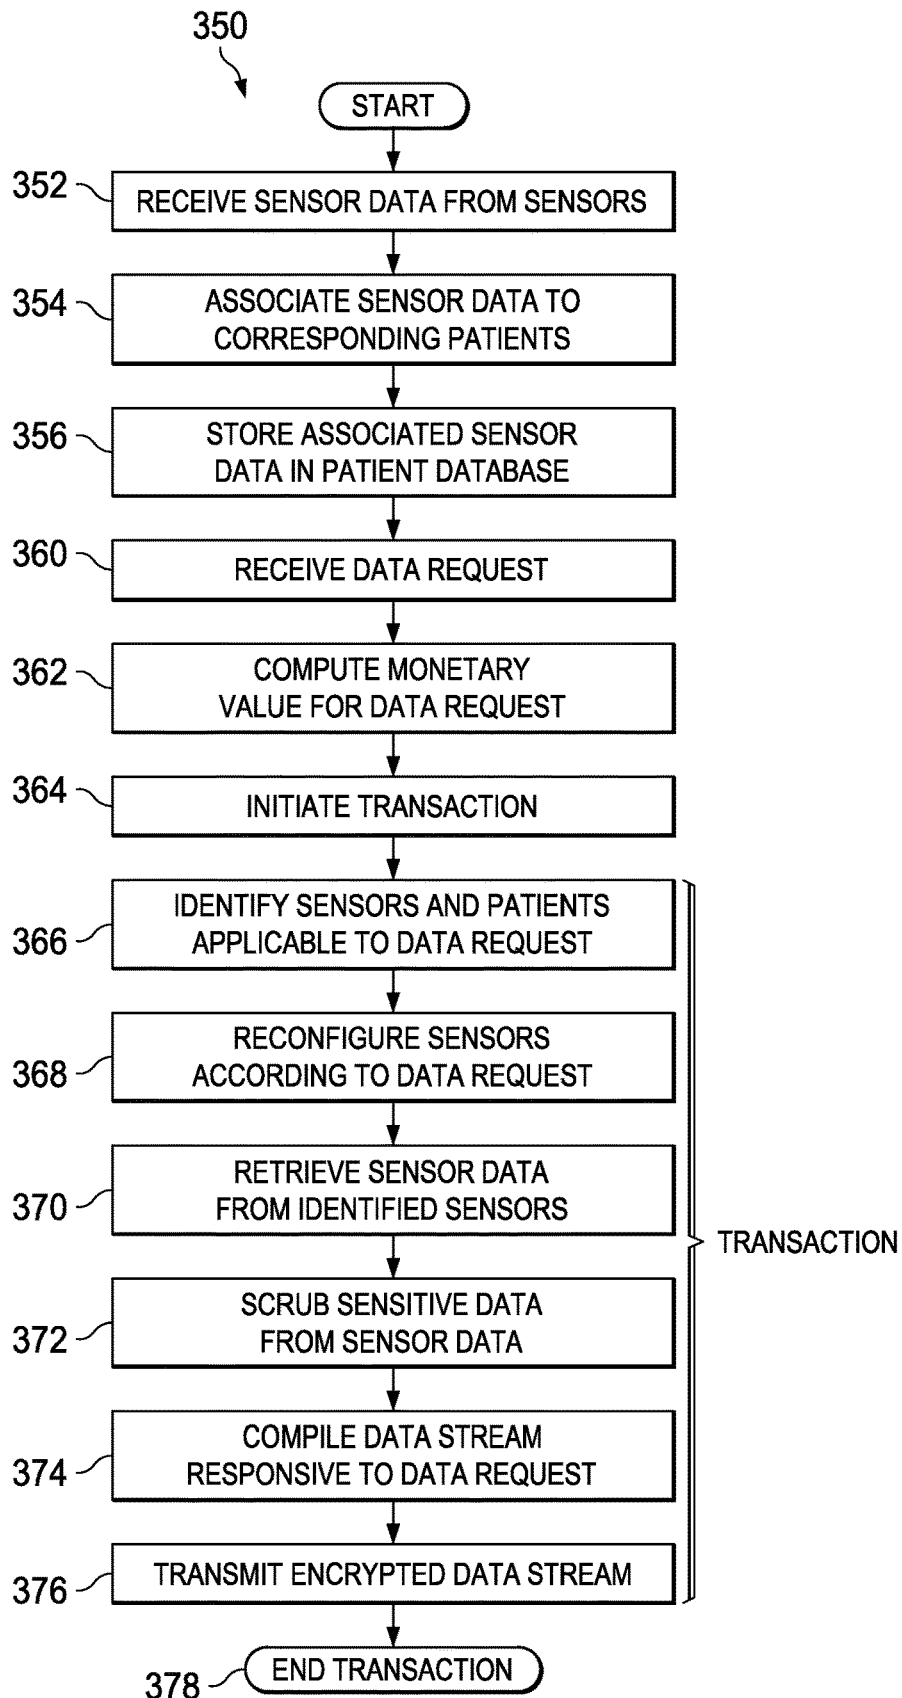 350
START
352
RECEIVE SENSOR DATA FROM SENSORS
354
ASSOCIATE SENSOR DATA TO
CORRESPONDING PATIENTS
356
STORE ASSOCIATED SENSOR
DATA IN PATIENT DATABASE
360
RECEIVE DATA REQUEST
362
COMPUTE MONETARY
VALUE FOR DATA REQUEST
364
INITIATE TRANSACTION
366
IDENTIFY SENSORS AND PATIENTS
APPLICABLE TO DATA REQUEST
368
RECONFIGURE SENSORS
ACCORDING TO DATA REQUEST
370
RETRIEVE SENSOR DATA
FROM IDENTIFIED SENSORS
TRANSACTION
372
SCRUB SENSITIVE DATA
FROM SENSOR DATA
374
COMPILE DATA STREAM
RESPONSIVE TO DATA REQUEST
376
TRANSMIT ENCRYPTED DATA STREAM
378
END TRANSACTION